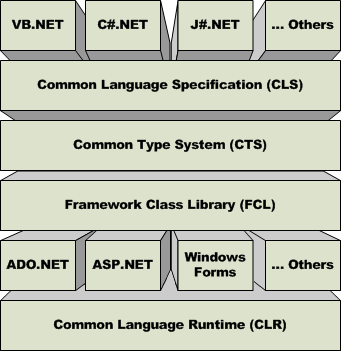 VB.NET C#.NET J#.NET ... Others
Common Language Specification (CLS)
Common Type System (CTS)
Framework Class Library (FCL)
ADO.NET ASP.NET Windows Forms ... Others
Common Language Runtime (CLR)